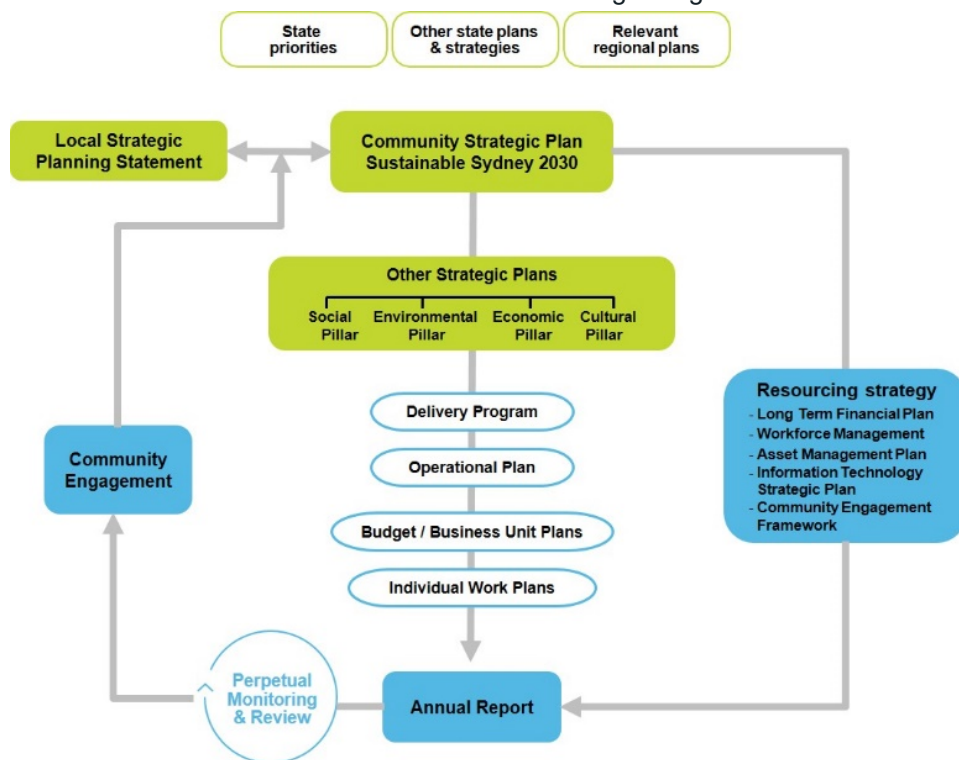 State
priorities
Other state plans
& strategies
Relevant
regional plans
Local Strategic
Planning Statement
Community Strategic Plan
Sustainable Sydney 2030
Other Strategic Plans
Social
Pillar
Environmental
Pillar
Economic
Pillar
Cultural
Pillar
Delivery Program
Operational Plan
Budget / Business Unit Plans
Individual Work Plans
Resourcing strategy
- Long Term Financial Plan
- Workforce Management
- Asset Management Plan
- Information Technology
Strategic Plan
- Community Engagement
Framework
Community
Engagement
Perpetual
Monitoring
& Review
Annual Report